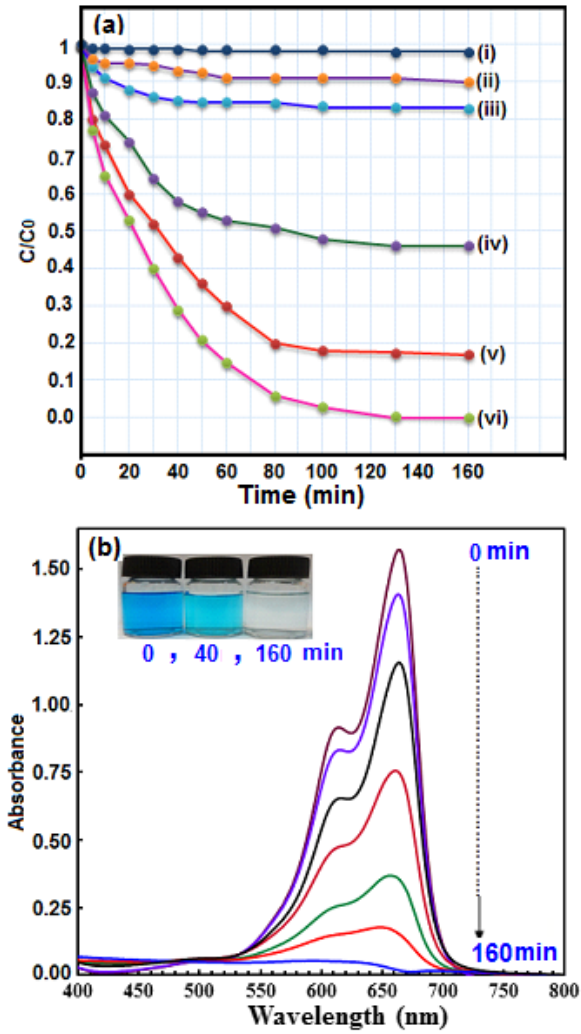 (a)
1
0.9
0.8
0.7
0.6
0.5
0.4
0.3
0.2
0.1
0.0
C/C0
(i)
(ii)
(iii)
(iv)
(v)
(vi)
0 20 40 60 80 100 130 160
Time (min)
(b)
0 min
0 , 40 , 160 min
1.50
1.25
1.00
0.75
0.50
0.25
0.00
Absorbance
160min
400 450 500 550 600 650 700 750 800
Wavelength (nm)